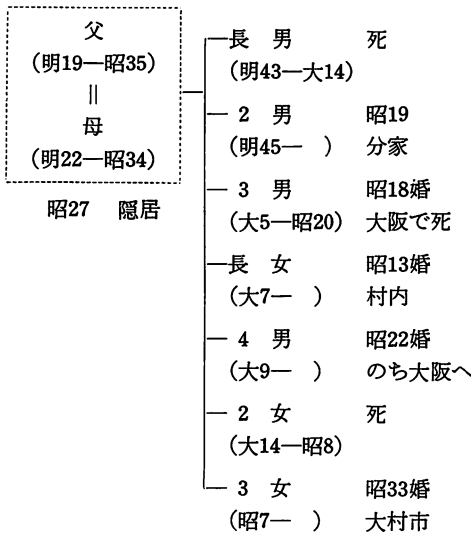 父
（明19—昭35）
‖
母
（明22—昭34）
昭27　隠居
長　男　死
（明43—大14）
2　男　昭19
（明45—　）　分家
3　男　昭18婚
（大5—昭20）　大阪で死
長　女　昭13婚
（大7—　）　村内
4　男　昭22婚
（大9—　）　のち大阪へ
2　女　死
（大14—昭8）
3　女　昭33婚
（昭7—　）　大村市